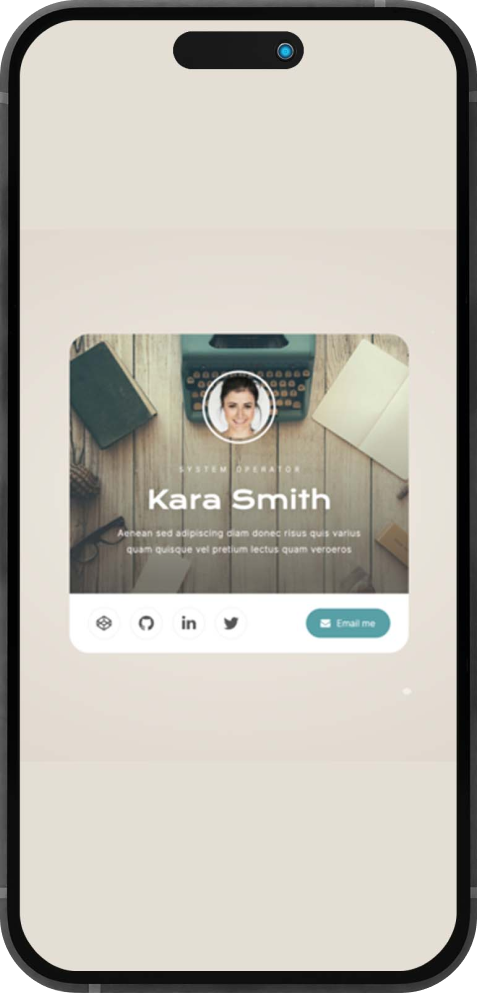 SYSTEM OPERATOR
Kara Smith
Aenean sed adipiscing diam donec risus quis varius
quam quisque vel pretium lectus quam veroeros
in
Email me